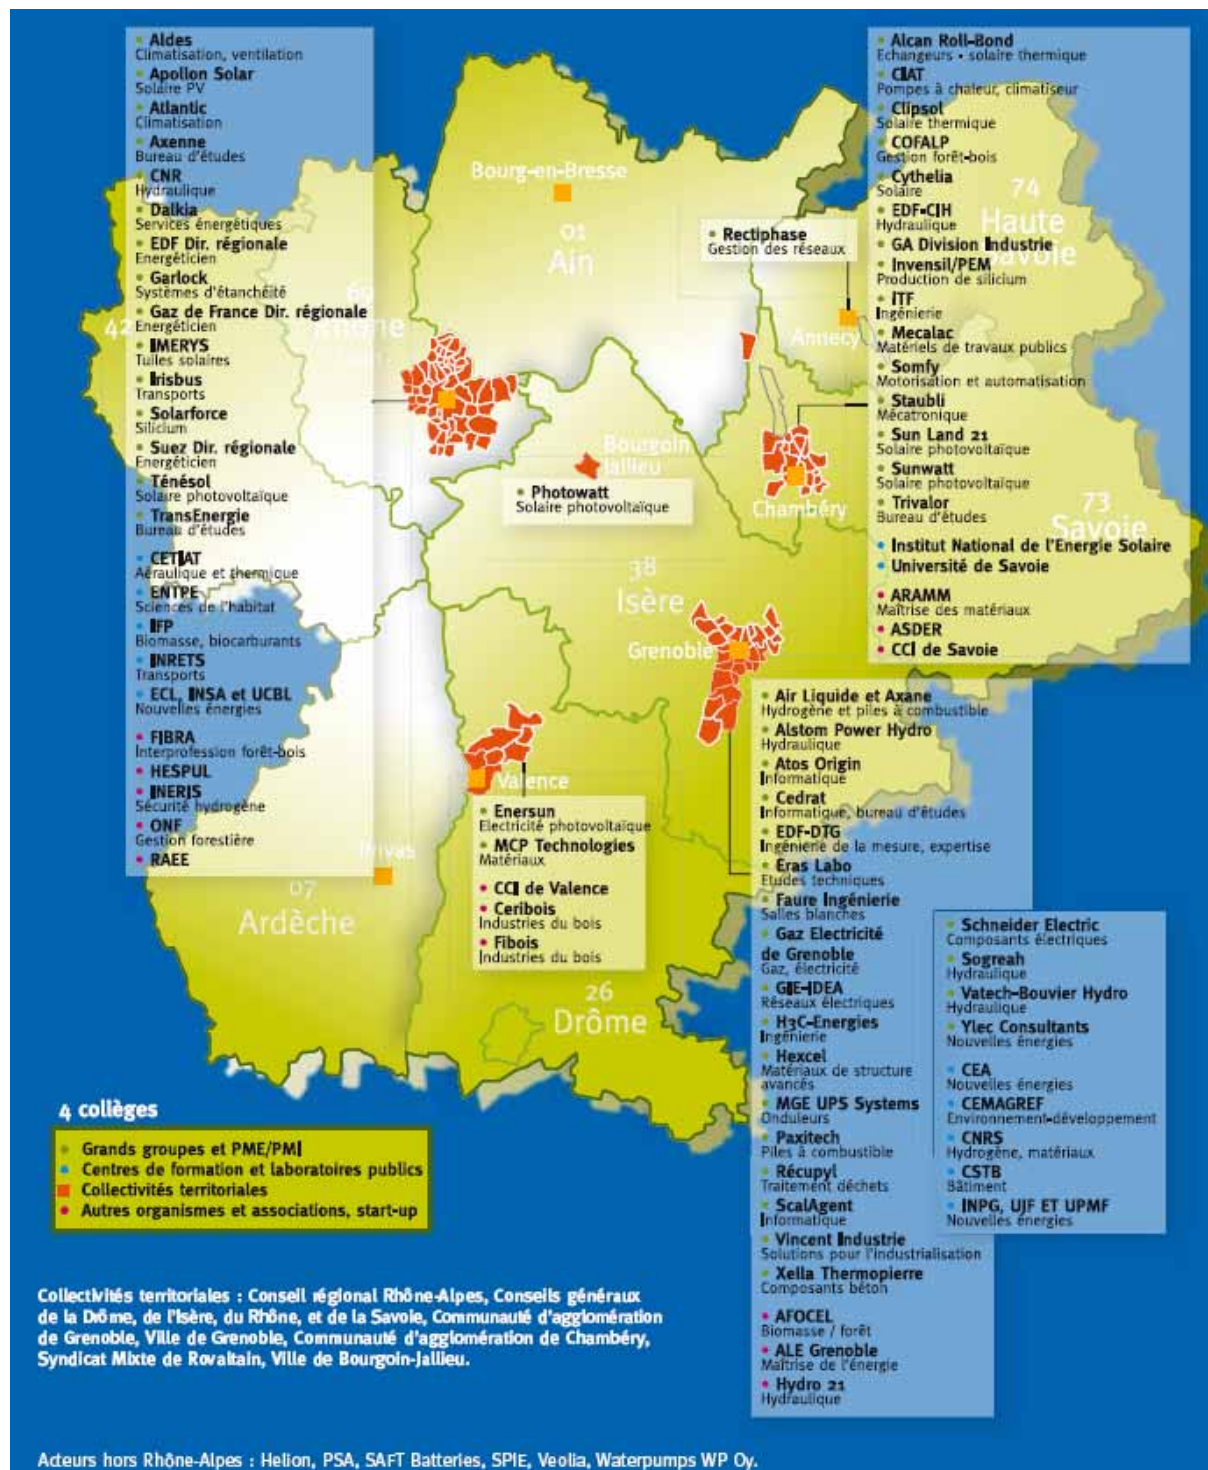 Aldes
Climatisation, ventilation
Apollon Solar
Solaire PV
Atlantic
Climatisation
Axenne
Bureau d'études
CNR
Hydraulique
Dalkia
Services énergétiques
EDF Dir. régionale
Energéticien
Garlock
Systèmes d'étanchéité
Gaz de France Dir. régionale
Energéticien
IMERYS
Tuiles solaires
Irisbus
Transports
Solarforce
Silicium
Suez Dir. régionale
Energéticien
Ténésol
Solaire photovoltaïque
TransEnergie
Bureau d'études
CETIAT
Aéraulique et thermique
ENTPE
Sciences de l'habitat
IFP
Biomasse, biocarburants
INRETS
Transports
ECL, INSA et UCBL
Nouvelles énergies
FIBRA
Interprofession forêt-bois
HESPUL
INERIS
Sécurité hydrogène
ONF
Gestion forestière
RAEE
42
69
Rhône
Bourg-en-Bresse
01
Ain
Rectiphase
Gestion des réseaux
Annecy
74
Haute
Savoie
Alcan Roll-Bond
Echangeurs • solaire thermique
CIAT
Pompes à chaleur, climatiseur
Clipsol
Solaire thermique
COFALP
Gestion forêt-bois
Cythelia
Solaire
EDF-CIH
Hydraulique
GA Division Industrie
Invensil/PEM
Production de silicium
ITF
Ingénierie
Mecalac
Matériels de travaux publics
Somfy
Motorisation et automatisation
Staubli
Mécatronique
Sun Land 21
Solaire photovoltaïque
Sunwatt
Solaire photovoltaïque
Trivalor
Bureau d'études
Institut National de l'Energie Solaire
Université de Savoie
ARAMM
Maîtrise des matériaux
ASDER
CCI de Savoie
73
Savoie
Bourgoin
Jallieu
Photowatt
Solaire photovoltaïque
Chambéry
38
Isère
Grenoble
Valence
Enersun
Electricité photovoltaïque
MCP Technologies
Matériaux
CCI de Valence
Ceribois
Industries du bois
Fibois
Industries du bois
Privas
07
Ardèche
26
Drôme
Air Liquide et Axane
Hydrogène et piles à combustible
Alstom Power Hydro
Hydraulique
Atos Origin
Informatique
Cedrat
Informatique, bureau d'études
EDF-DTG
Ingénierie de la mesure, expertise
Eras Labo
Etudes techniques
Faure Ingénierie
Salles blanches
Gaz Electricité
de Grenoble
Gaz, électricité
GIE-IDEA
Réseaux électriques
H3C-Energies
Ingénierie
Hexcel
Matériaux de structure
avancés
MGE UPS Systems
Onduleurs
Paxitech
Piles à combustible
Récupyl
Traitement déchets
ScalAgent
Informatique
Vincent Industrie
Solutions pour l'industrialisation
Xella Thermopierre
Composants béton
AFOCEL
Biomasse / forêt
ALE Grenoble
Maîtrise de l'énergie
Hydro 21
Hydraulique
Schneider Electric
Composants électriques
Sogreah
Hydraulique
Vatech-Bouvier Hydro
Hydraulique
Ylec Consultants
Nouvelles énergies
CEA
Nouvelles énergies
CEMAGREF
Environnement-développement
CNRS
Hydrogène, matériaux
CSTB
Bâtiment
INPG, UJF ET UPMF
Nouvelles énergies
4 collèges
Grands groupes et PME/PMI
Centres de formation et laboratoires publics
Collectivités territoriales
Autres organismes et associations, start-up
Collectivités territoriales : Conseil régional Rhône-Alpes, Conseils généraux
de la Drôme, de l'Isère, du Rhône, et de la Savoie, Communauté d'agglomération
de Grenoble, Ville de Grenoble, Communauté d'agglomération de Chambéry,
Syndicat Mixte de Rovaltain, Ville de Bourgoin-Jallieu.
Acteurs hors Rhône-Alpes : Helion, PSA, SAFT Batteries, SPIE, Veolia, Waterpumps WP Oy.